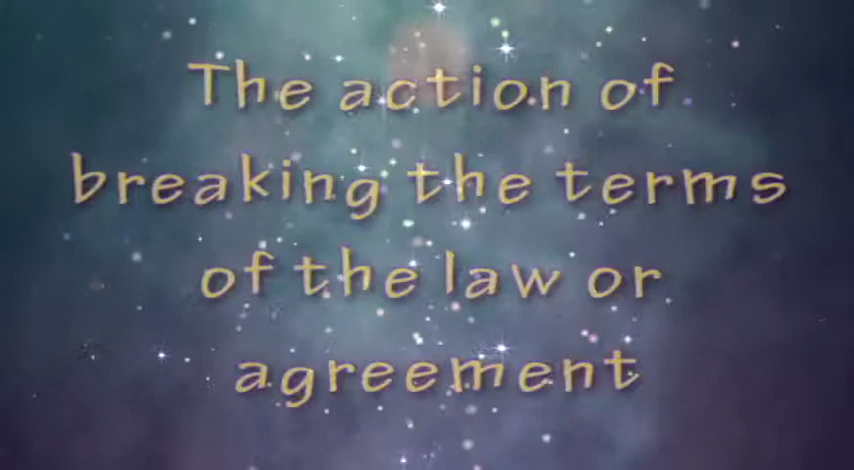 The action of
breaking the terms
of the law or
agreement